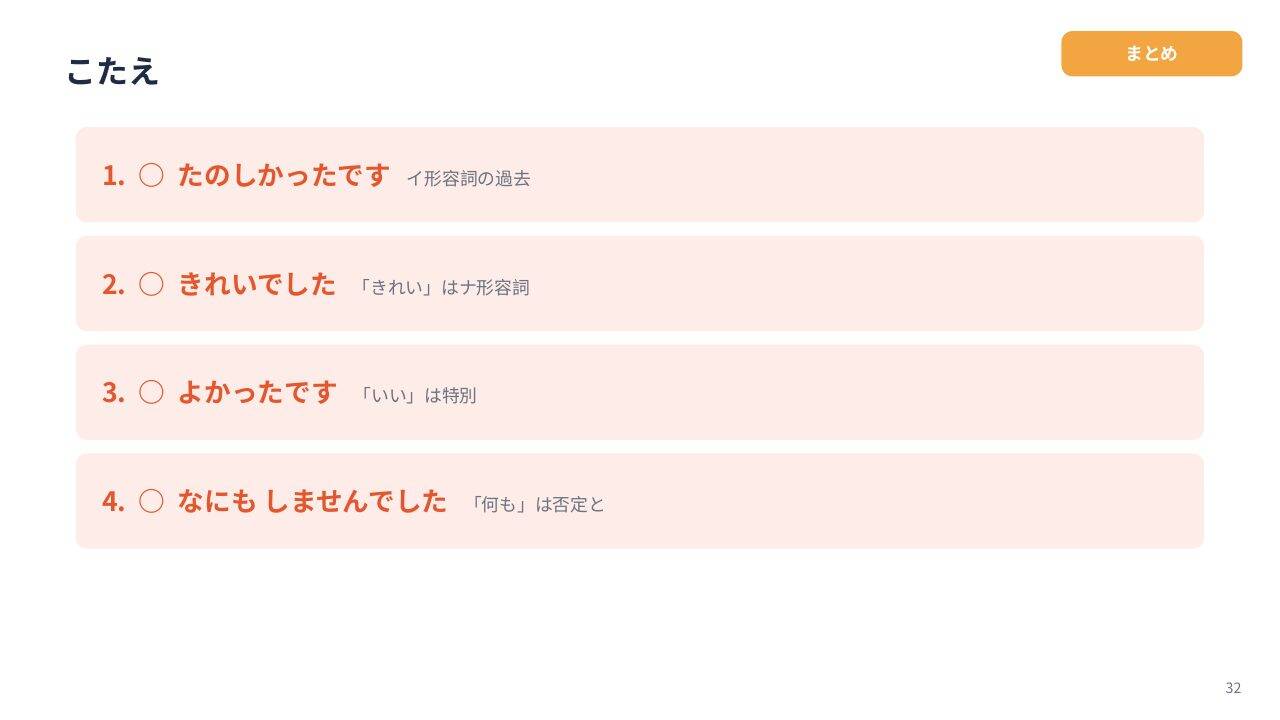 こたえ
まとめ
1. ○ たのしかったです イ形容詞の過去
2. ○ きれいでした 「きれい」はナ形容詞
3. ○ よかったです 「いい」は特別
4. ○ なにも しませんでした 「何も」は否定と
32